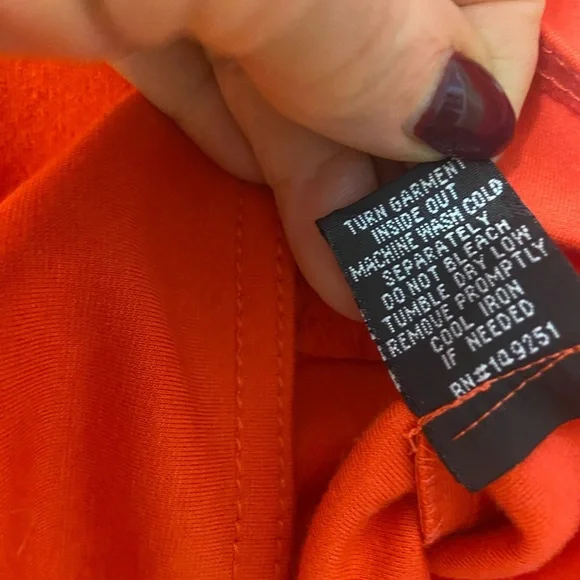 TURN GARMENT
INSIDE OUT
MACHINE WASH COLD
SEPARATELY
DO NOT BLEACH
TUMBLE DRY LOW
REMOVE PROMPTLY
COOL IRON
IF NEEDED
RN#109251